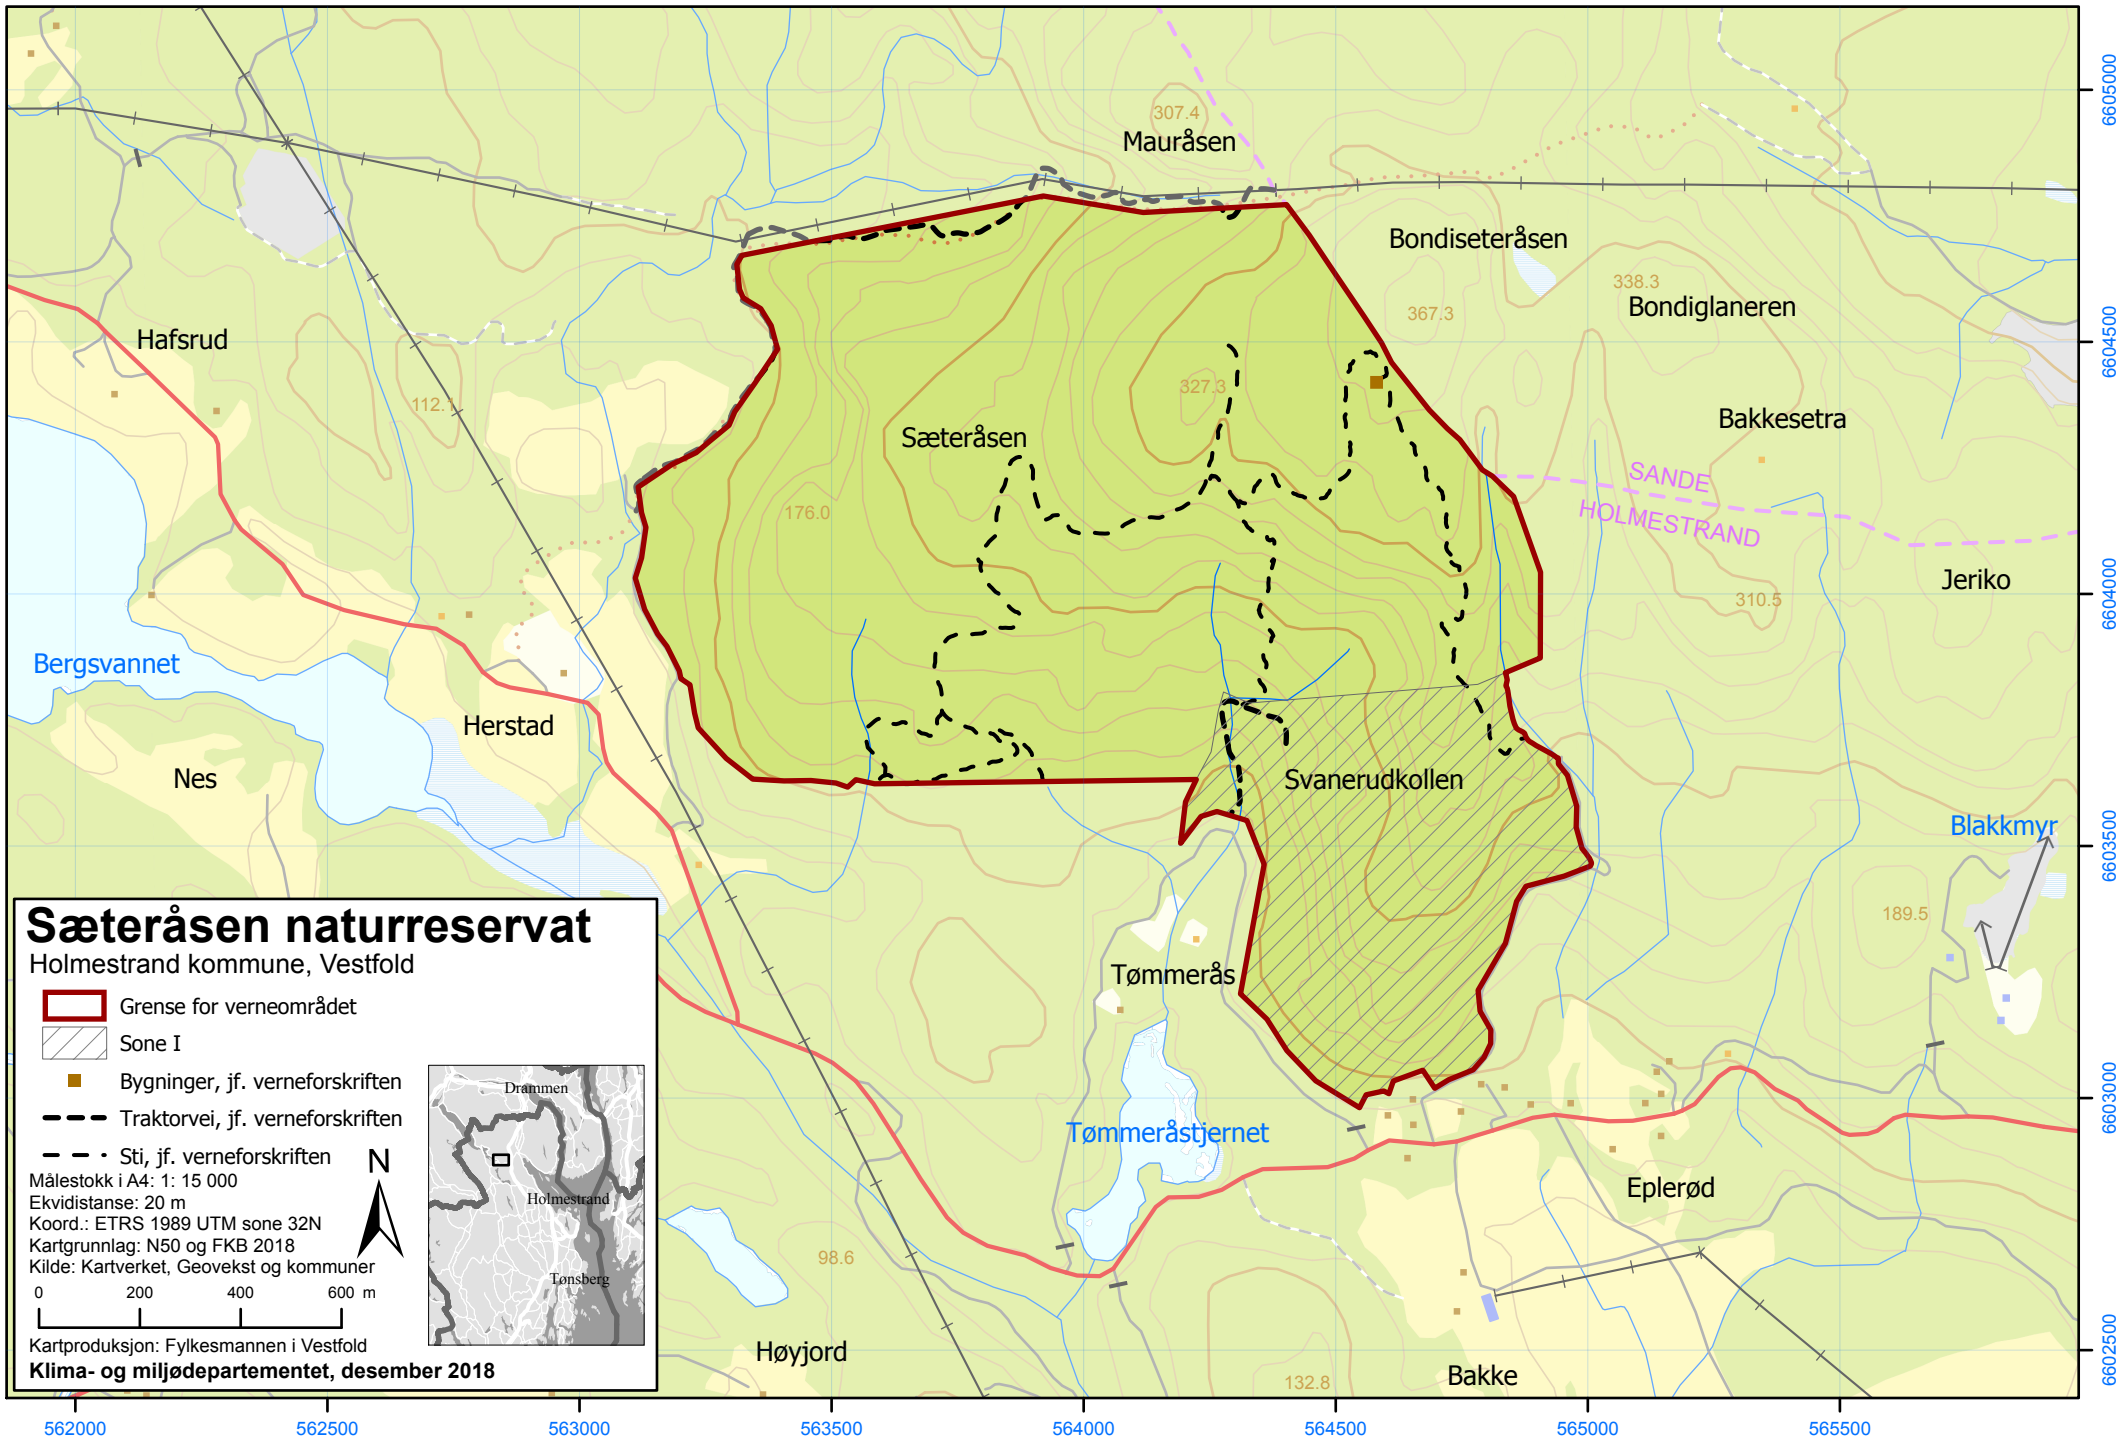 307.4
Mauråsen
6605000
Bondiseteråsen
338.3
Bondiglaneren
367.3
Hafsrud
6604500
112.1
327.3
Sæteråsen
Bakkesetra
SANDE
HOLMESTRAND
176.0
Jeriko
310.5
6604000
Bergsvannet
Herstad
Nes
Svanerudkollen
Blakkmyr
6603500
189.5
Tømmerås
6603000
Tømmeråstjernet
Eplerød
98.6
Høyjord
132.8
Bakke
6602500
Sæteråsen naturreservat
Holmestrand kommune, Vestfold
Grense for verneområdet
Sone I
Bygninger, jf. verneforskriften
Traktorvei, jf. verneforskriften
Sti, jf. verneforskriften
N
Målestokk i A4: 1: 15 000
Ekvidistanse: 20 m
Koord.: ETRS 1989 UTM sone 32N
Kartgrunnlag: N50 og FKB 2018
Kilde: Kartverket, Geovekst og kommuner
0 200 400 600 m
Kartproduksjon: Fylkesmannen i Vestfold
Klima- og miljødepartementet, desember 2018
Drammen
Holmestrand
Tønsberg
562000 562500 563000 563500 564000 564500 565000 565500